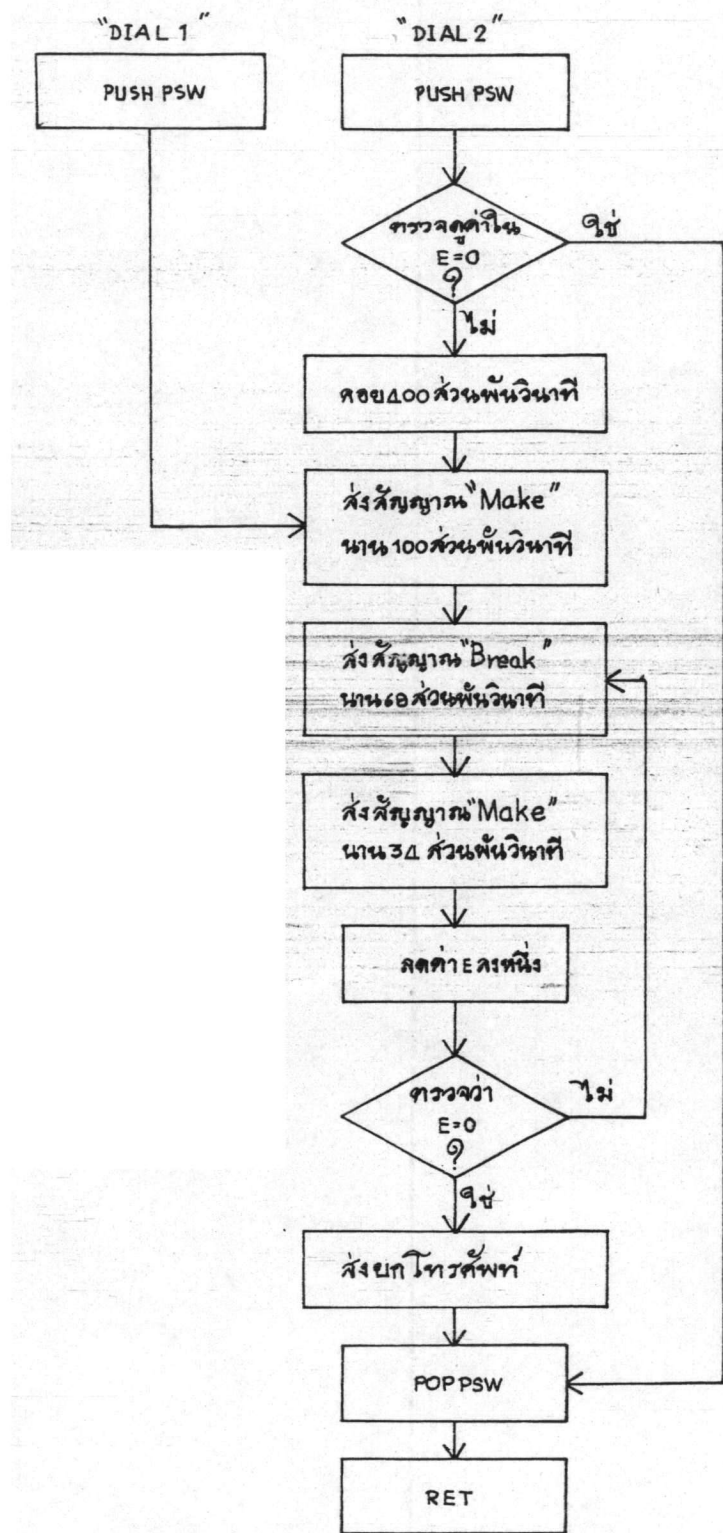 "DIAL 1"
"DIAL 2"
PUSH PSW
PUSH PSW
ตรวจดูค่าใน
E=0
?
ใช่
ไม่
คอย400ส่วนพันวินาที
ส่งสัญญาณ"Make"
นาน100ส่วนพันวินาที
ส่งสัญญาณ"Break"
ส่วนพันวินาที
ส่งสัญญาณ"Make"
นาน34 ส่วนพันวินาที
ลดค่าEลงหนึ่ง
ตรวจว่า
E=0
?
ไม่
ใช่
ส่งยกโทรศัพท์
POP PSW
RET